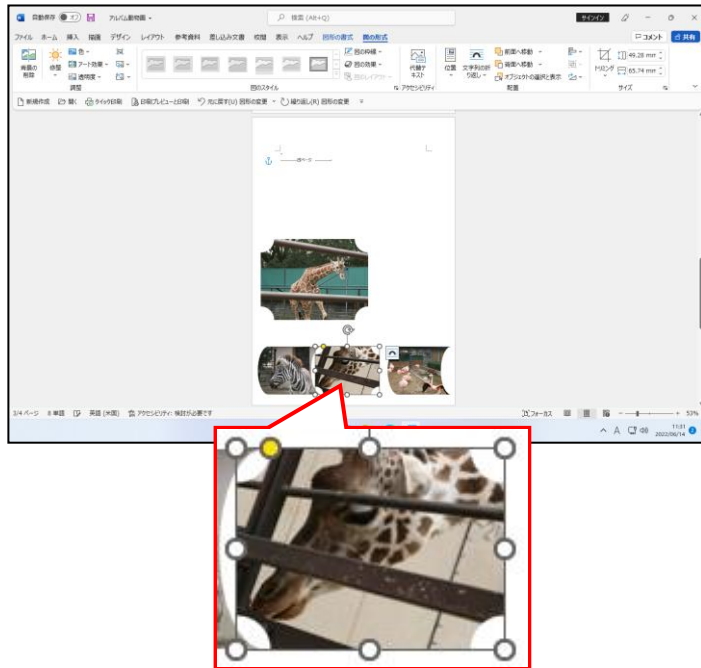 自動保存 アルバム動物園
検索 (Alt+Q)
サインイン
ファイル ホーム 挿入 描画 デザイン レイアウト 参考資料 差し込み文書 校閲 表示 ヘルプ 図形の書式 図の形式
コメント 共有
背景の
削除
修整
色
アート効果
透明度
調整
図のスタイル
図の枠線
図の効果
図のレイアウト
代替テ
キスト
アクセシビリティ
位置
文字列の折
り返し
前面へ移動
背面へ移動
オブジェクトの選択と表示
配置
トリミング
49.28 mm
65.74 mm
サイズ
新規作成 開く クイック印刷 印刷プレビューと印刷 元に戻す(U) 図形の変更 繰り返し(R) 図形の変更
3/4 ページ 8 単語 英語 (米国) アクセシビリティ: 検討が必要です
フォーカス
53%
A
11:31
2022/06/14